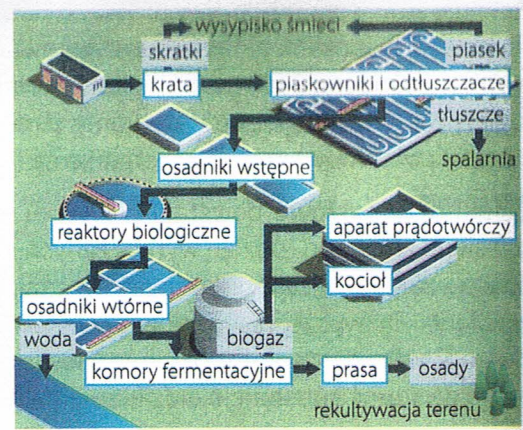 wysypisko śmieci
skratki
piasek
krata
piaskowniki i odtłuszczacze
tłuszcze
osadniki wstępne
spalarnia
reaktory biologiczne
aparat prądotwórczy
kocioł
osadniki wtórne
woda
biogaz
komory fermentacyjne
prasa
osady
rekultywacja terenu